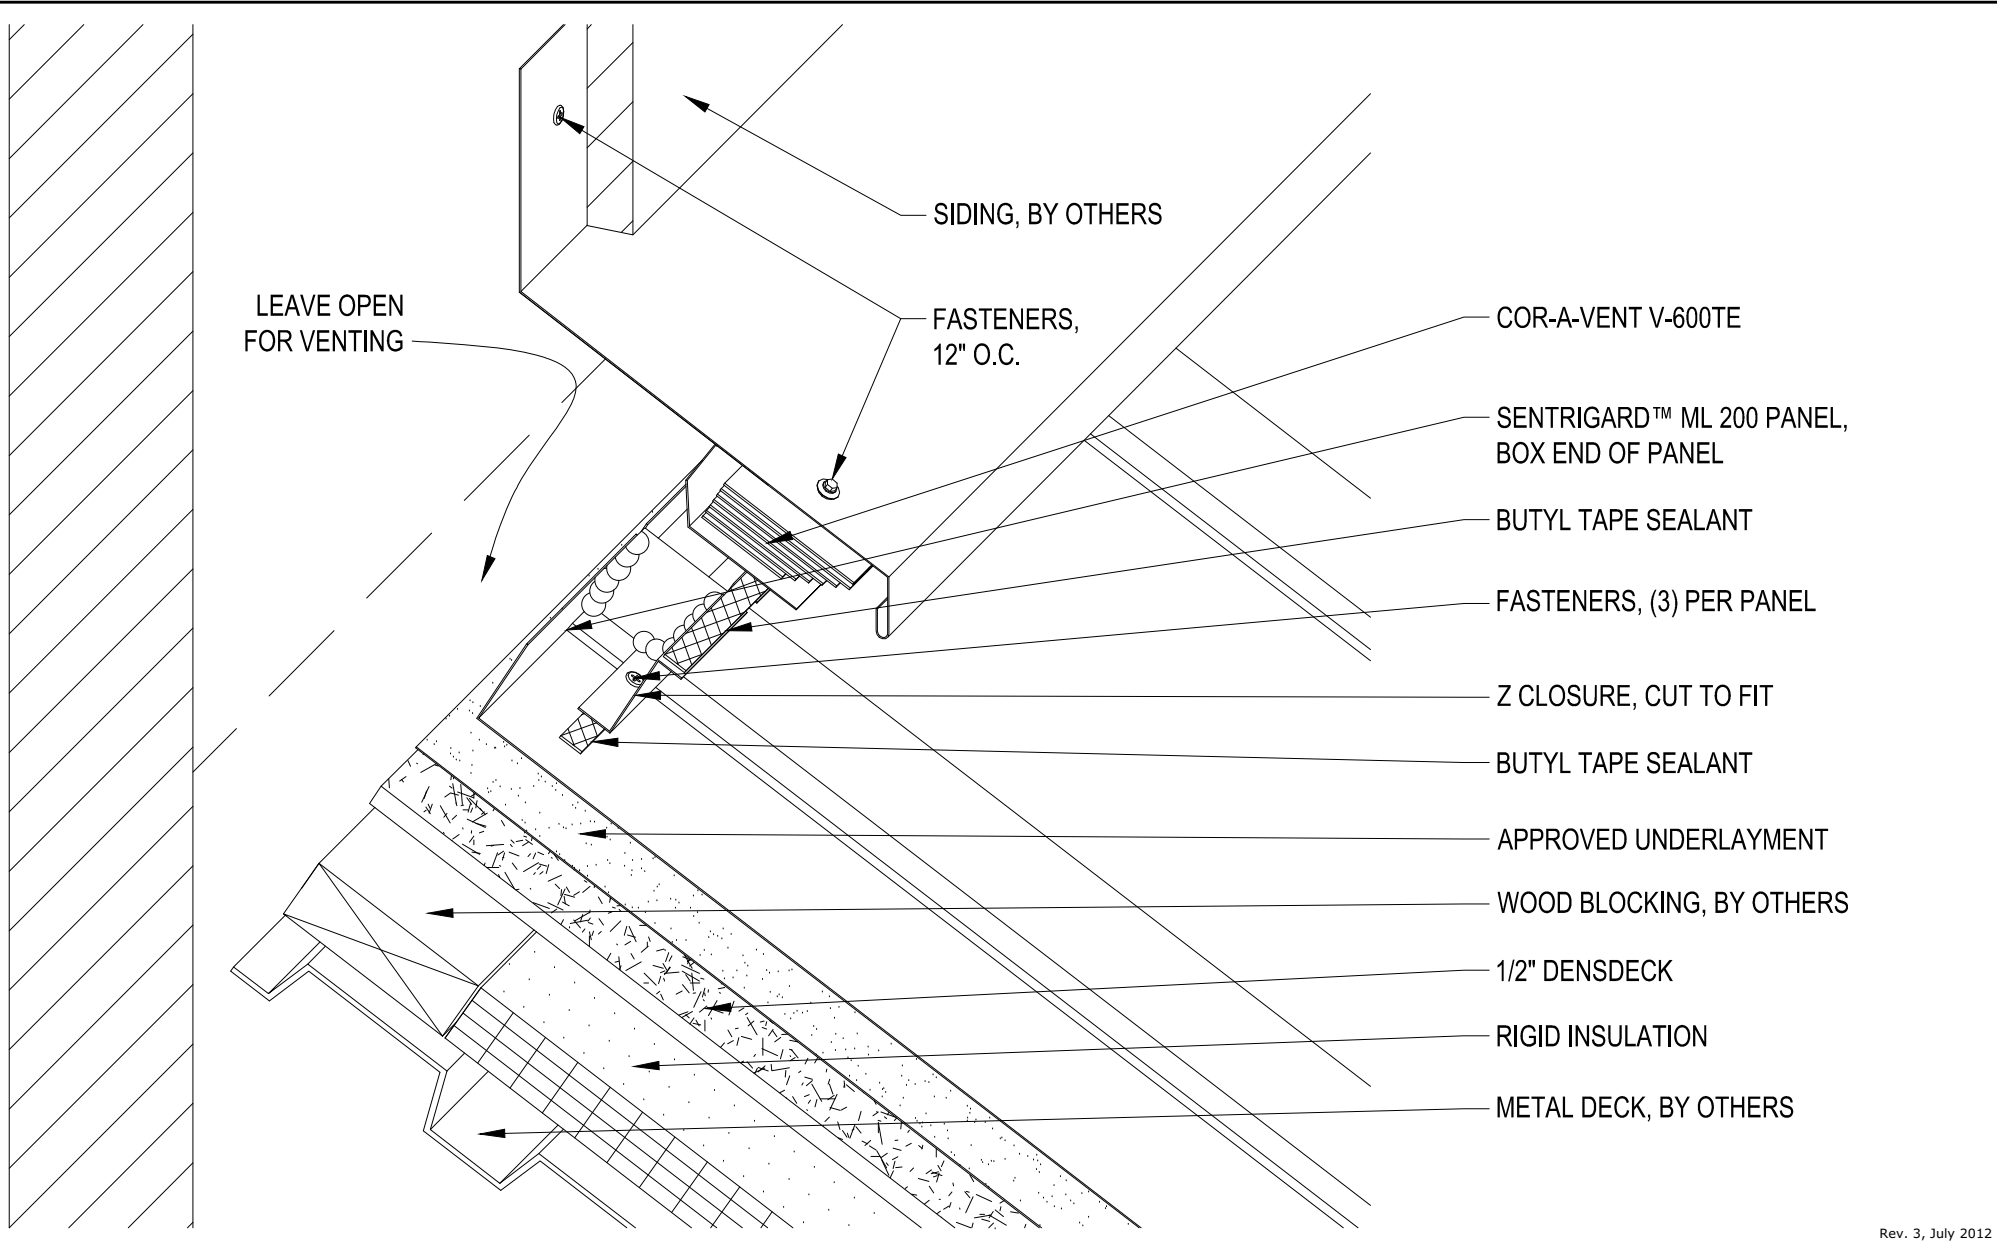 SIDING, BY OTHERS
LEAVE OPEN
FOR VENTING
FASTENERS,
12" O.C.
COR-A-VENT V-600TE
SENTRIGARD™ ML 200 PANEL,
BOX END OF PANEL
BUTYL TAPE SEALANT
FASTENERS, (3) PER PANEL
Z CLOSURE, CUT TO FIT
BUTYL TAPE SEALANT
APPROVED UNDERLAYMENT
WOOD BLOCKING, BY OTHERS
1/2" DENSDECK
RIGID INSULATION
METAL DECK, BY OTHERS
Rev. 3, July 2012